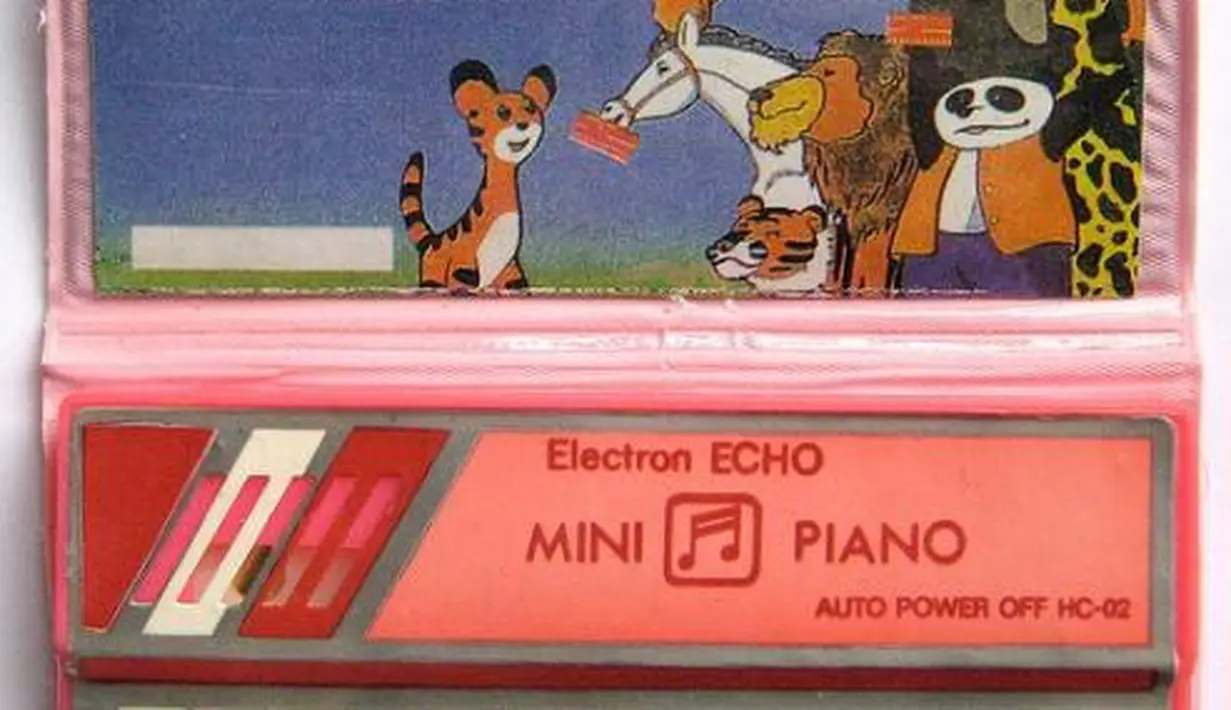 Electron ECHO
MINI PIANO
AUTO POWER OFF HC-02